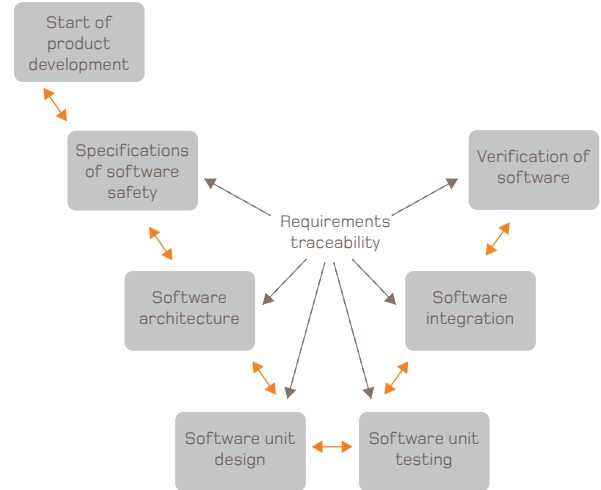 Start of
product
development
Specifications
of software
safety
Verification of
software
Requirements
traceability
Software
architecture
Software
integration
Software unit
design
Software unit
testing